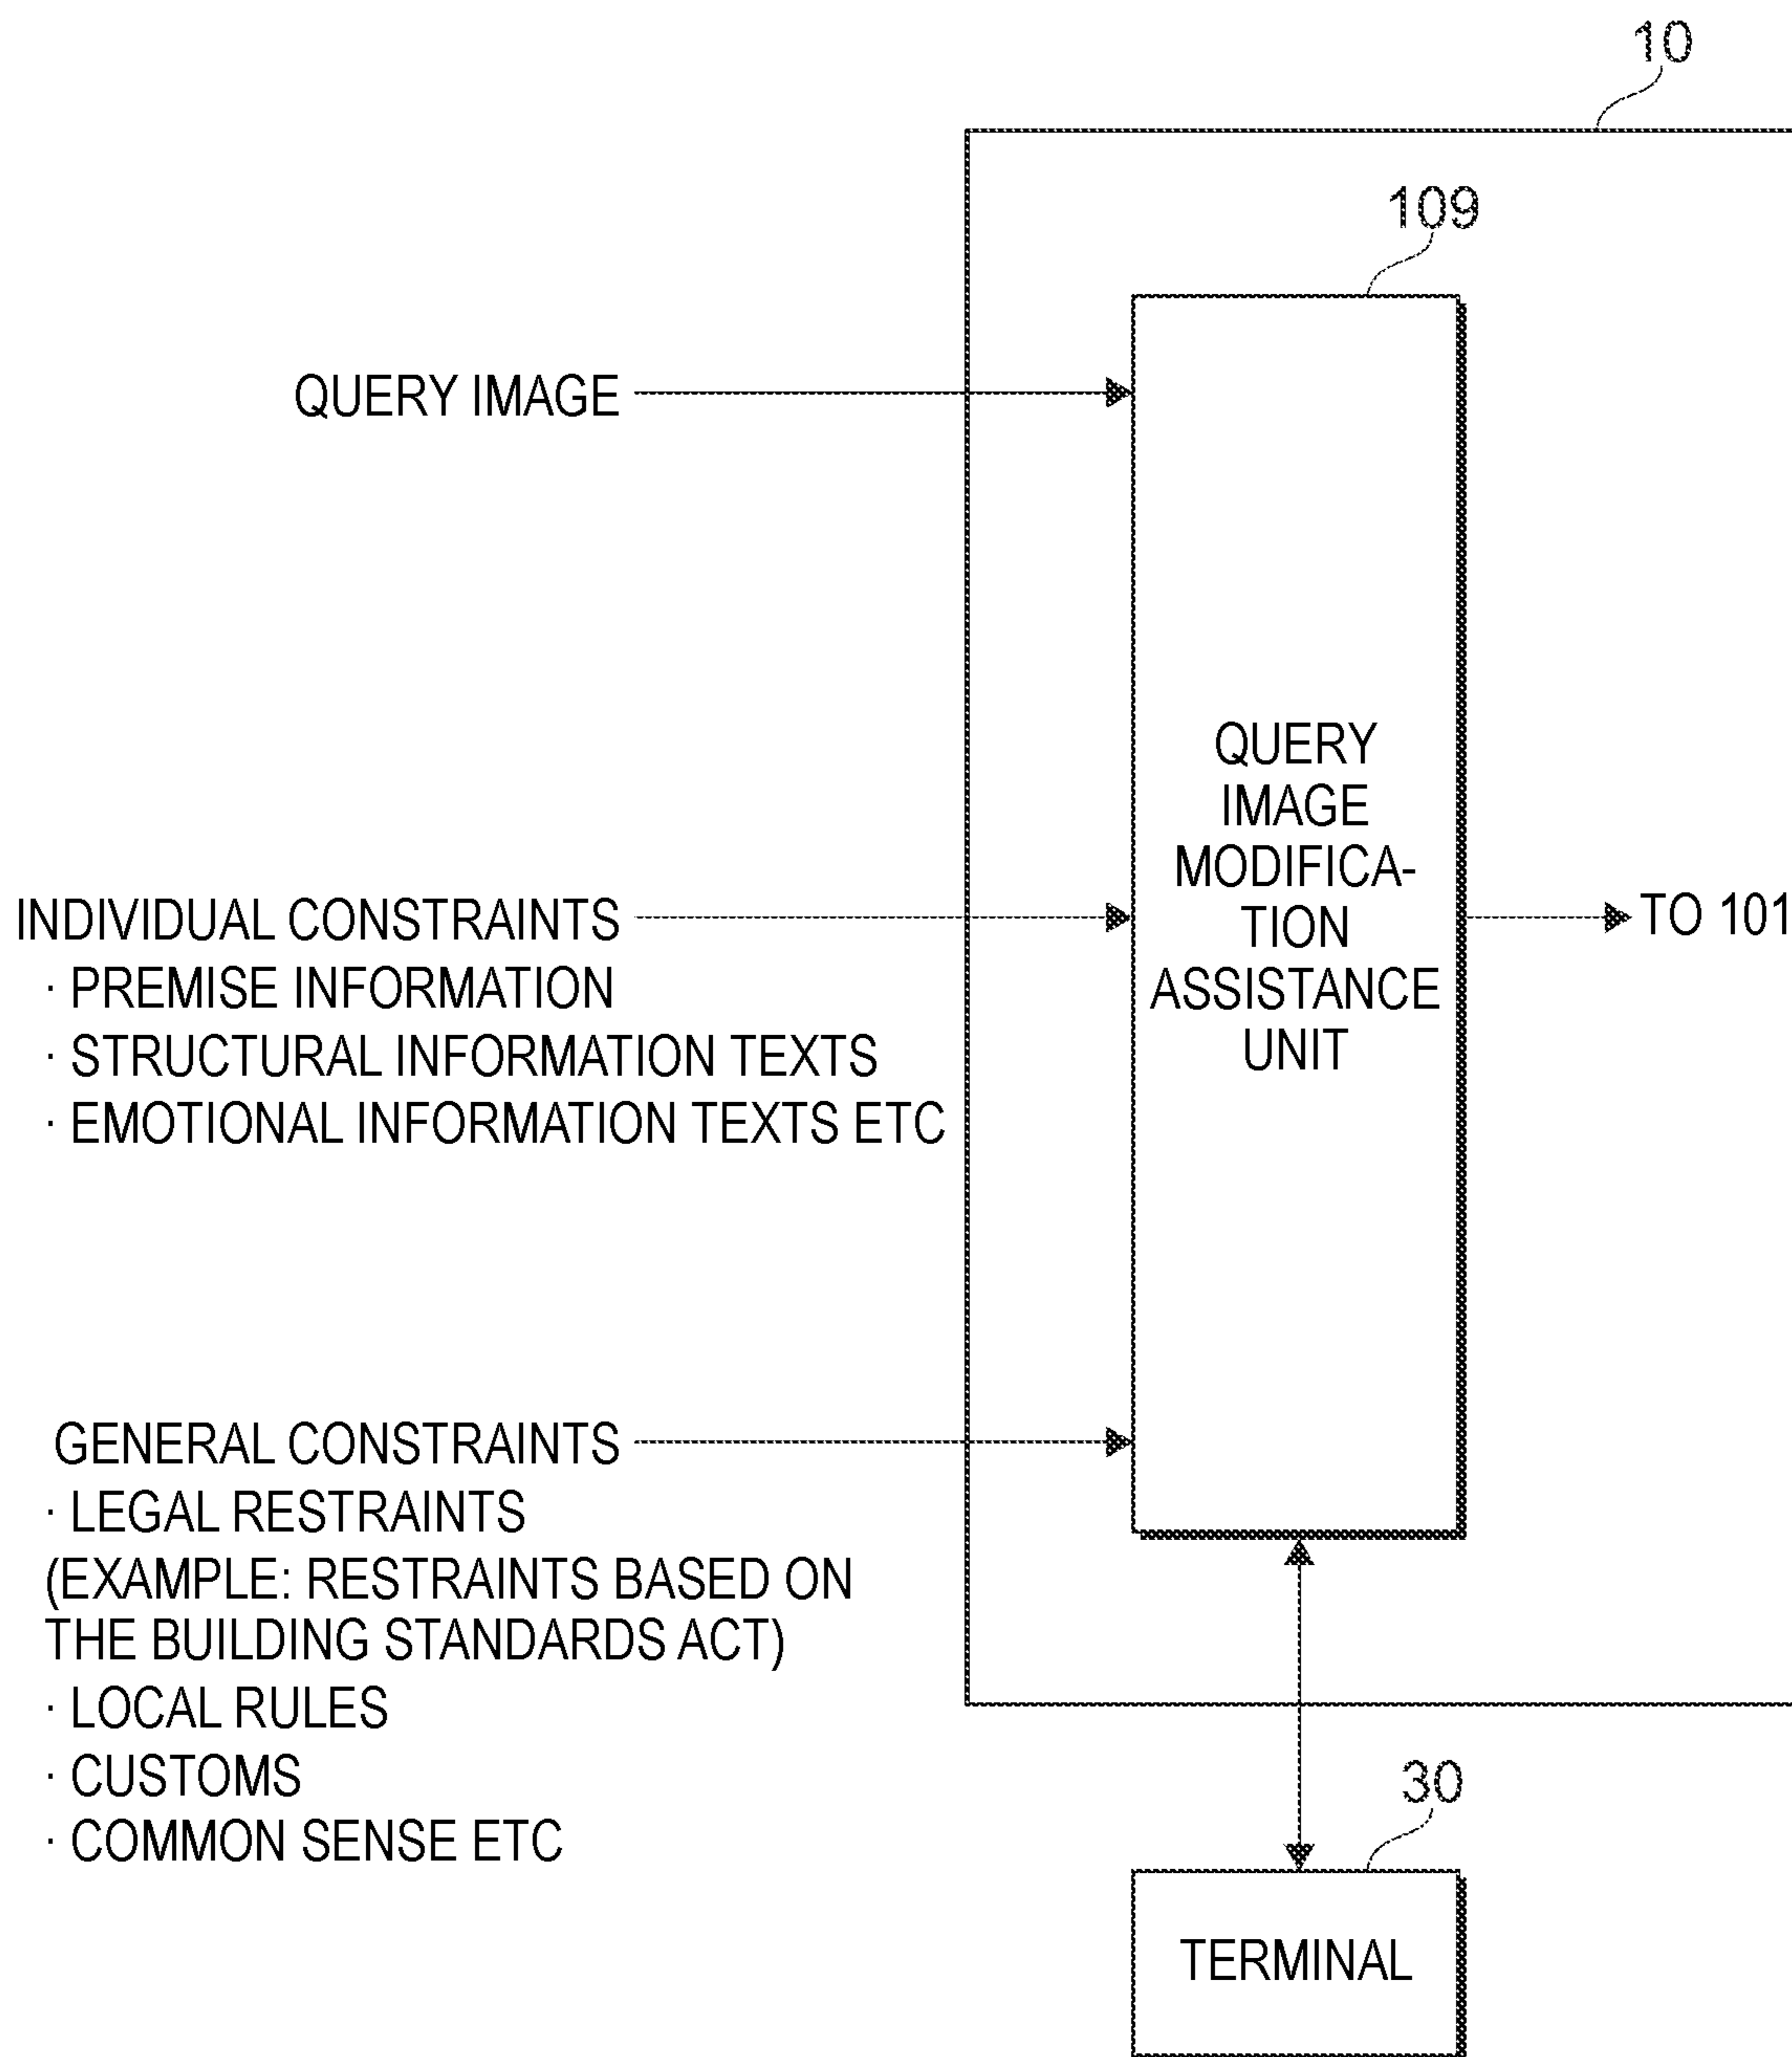 10
109
QUERY IMAGE
QUERY
IMAGE
MODIFICA-
TION
ASSISTANCE
UNIT
TO 101
INDIVIDUAL CONSTRAINTS
· PREMISE INFORMATION
· STRUCTURAL INFORMATION TEXTS
· EMOTIONAL INFORMATION TEXTS ETC
GENERAL CONSTRAINTS
· LEGAL RESTRAINTS
(EXAMPLE: RESTRAINTS BASED ON
THE BUILDING STANDARDS ACT)
· LOCAL RULES
· CUSTOMS
· COMMON SENSE ETC
30
TERMINAL